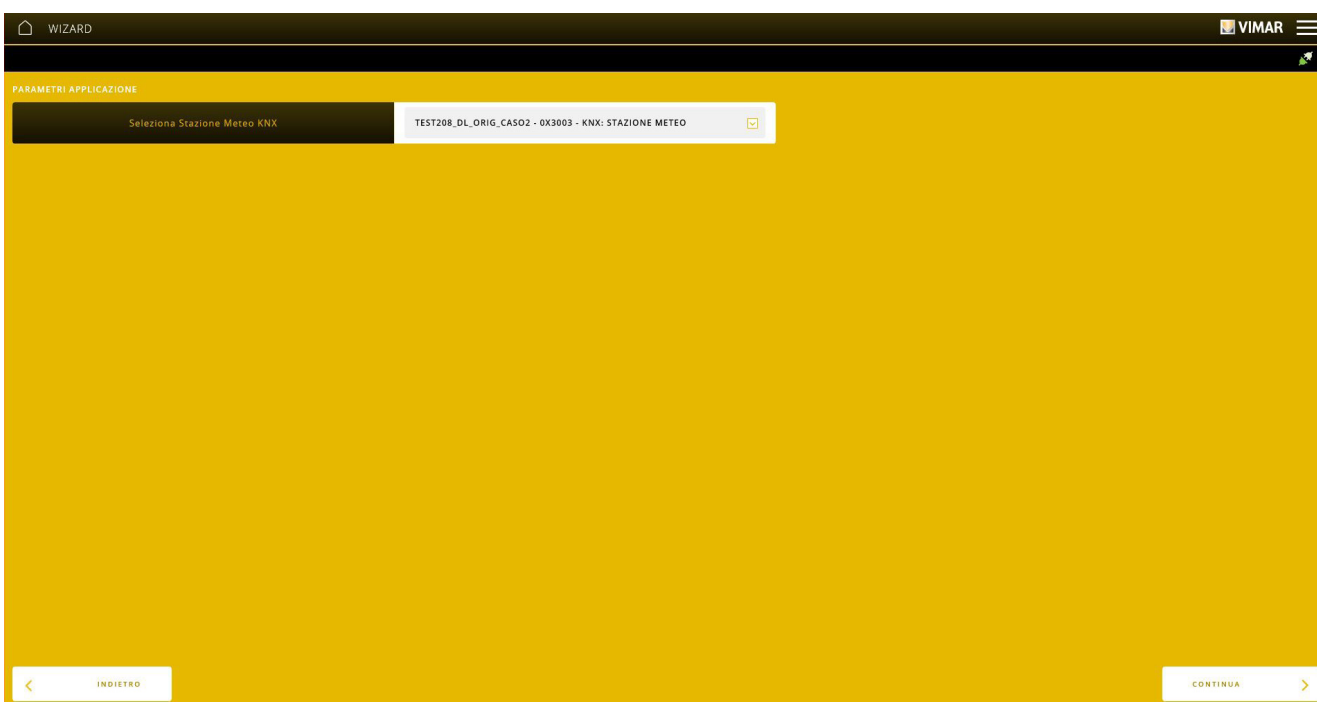 WIZARD
VIMAR
PARAMETRI APPLICAZIONE
Seleziona Stazione Meteo KNX
TEST208_DL_ORIG_CASO2 - 0X3003 - KNX: STAZIONE METEO
INDIETRO
CONTINUA